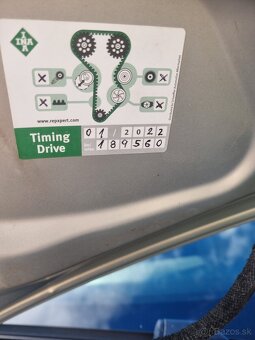 INA
www.repxpert.com
Timing
Drive
01/2022
189560
bazos.sk